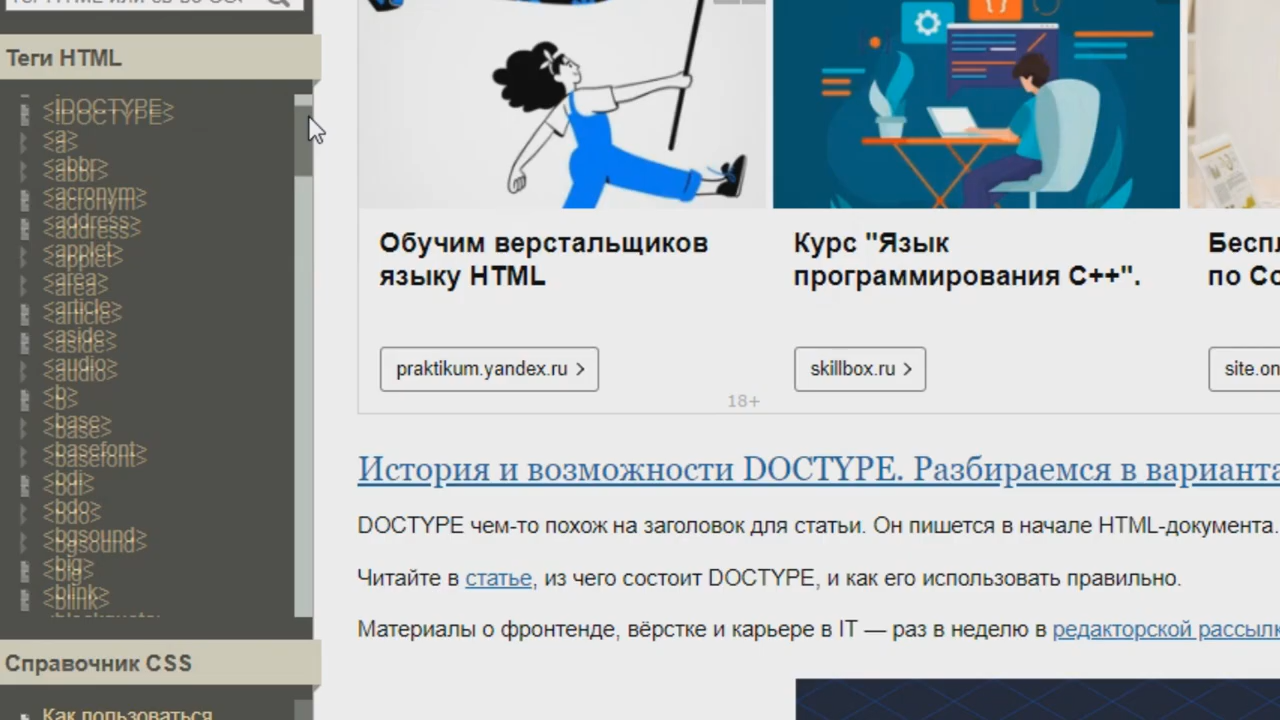 Теги HTML
<!DOCTYPE>
<a>
<abbr>
<acronym>
<address>
<applet>
<area>
<article>
<aside>
<audio>
<b>
<base>
<basefont>
<bdi>
<bdo>
<bgsound>
<big>
<blink>
Справочник CSS
Как пользоваться
Обучим верстальщиков
языку HTML
praktikum.yandex.ru
18+
Курс "Язык
программирования C++".
skillbox.ru
История и возможности DOCTYPE. Разбираемся в варианта
DOCTYPE чем-то похож на заголовок для статьи. Он пишется в начале HTML-документа.
Читайте в статье, из чего состоит DOCTYPE, и как его использовать правильно.
Материалы о фронтенде, вёрстке и карьере в IT — раз в неделю в редакторской